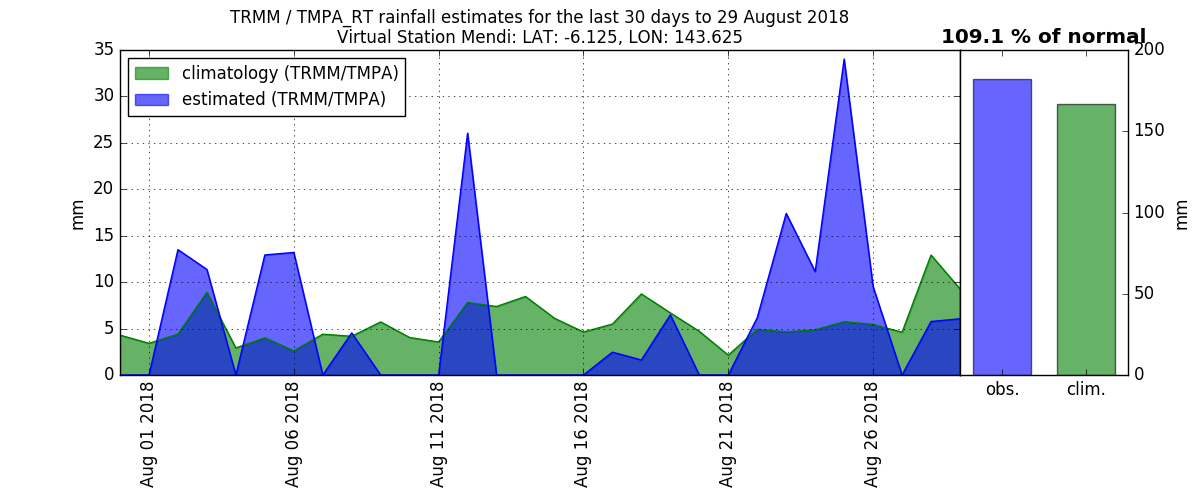 TRMM / TMPA_RT rainfall estimates for the last 30 days to 29 August 2018
Virtual Station Mendi: LAT: -6.125, LON: 143.625
109.1 % of normal
climatology (TRMM/TMPA)
estimated (TRMM/TMPA)
35
30
25
20
15
10
5
0
mm
200
150
100
50
0
mm
obs.
clim.
Aug 01 2018
Aug 06 2018
Aug 11 2018
Aug 16 2018
Aug 21 2018
Aug 26 2018